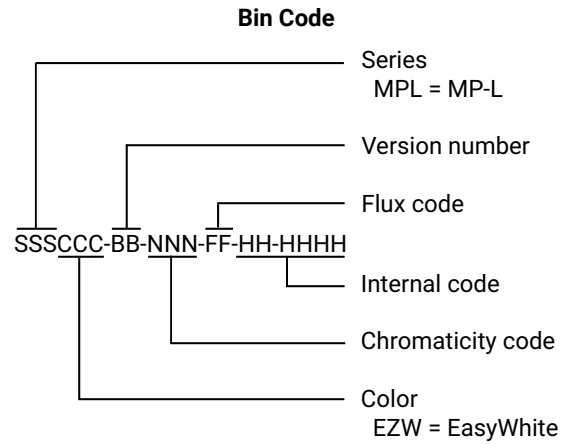 Bin Code
Series
MPL = MP-L
Version number
Flux code
SSSCCC-BB-NNN-FF-HH-HHHH
Internal code
Chromaticity code
Color
EZW = EasyWhite